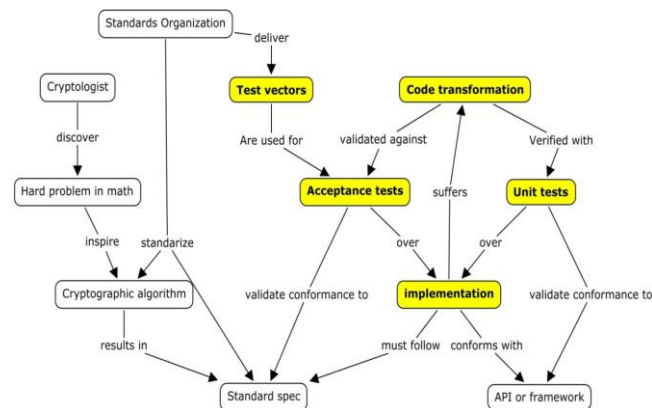 Standards Organization
deliver
Cryptologist
Test vectors
Code transformation
discover
Are used for
validated against
Verified with
Hard problem in math
Acceptance tests
suffers
Unit tests
inspire
standarize
over
over
Cryptographic algorithm
validate conformance to
implementation
validate conformance to
results in
must follow
conforms with
Standard spec
API or framework